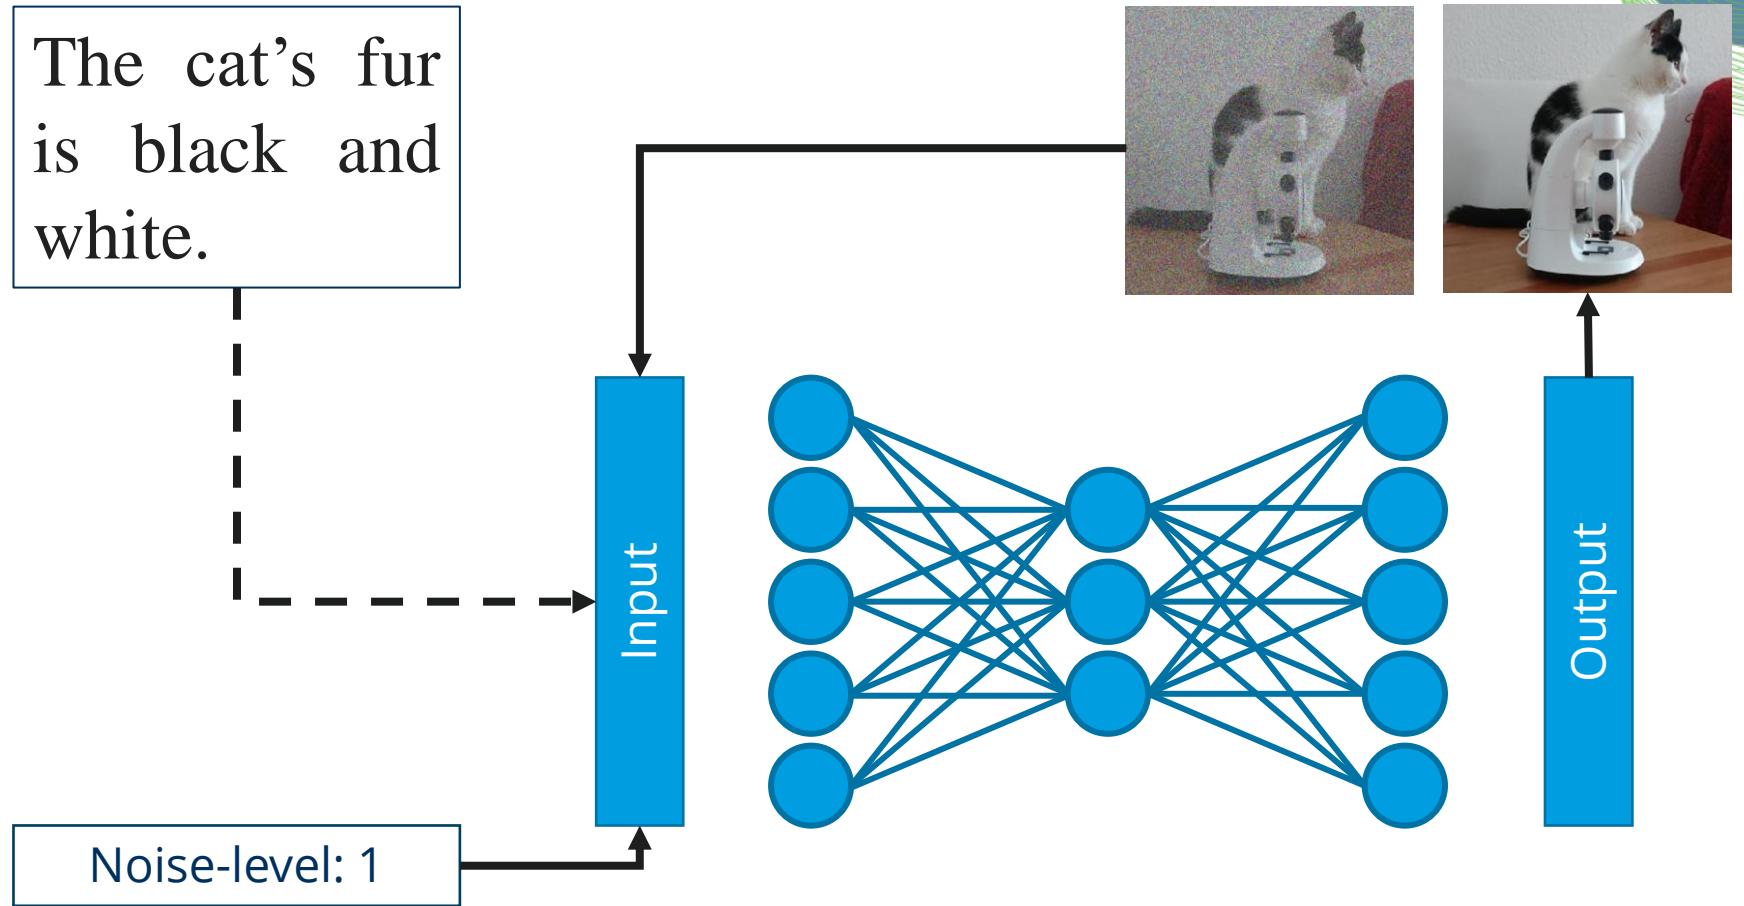 The cat’s fur
is black and
white.
Input
Output
Noise-level: 1